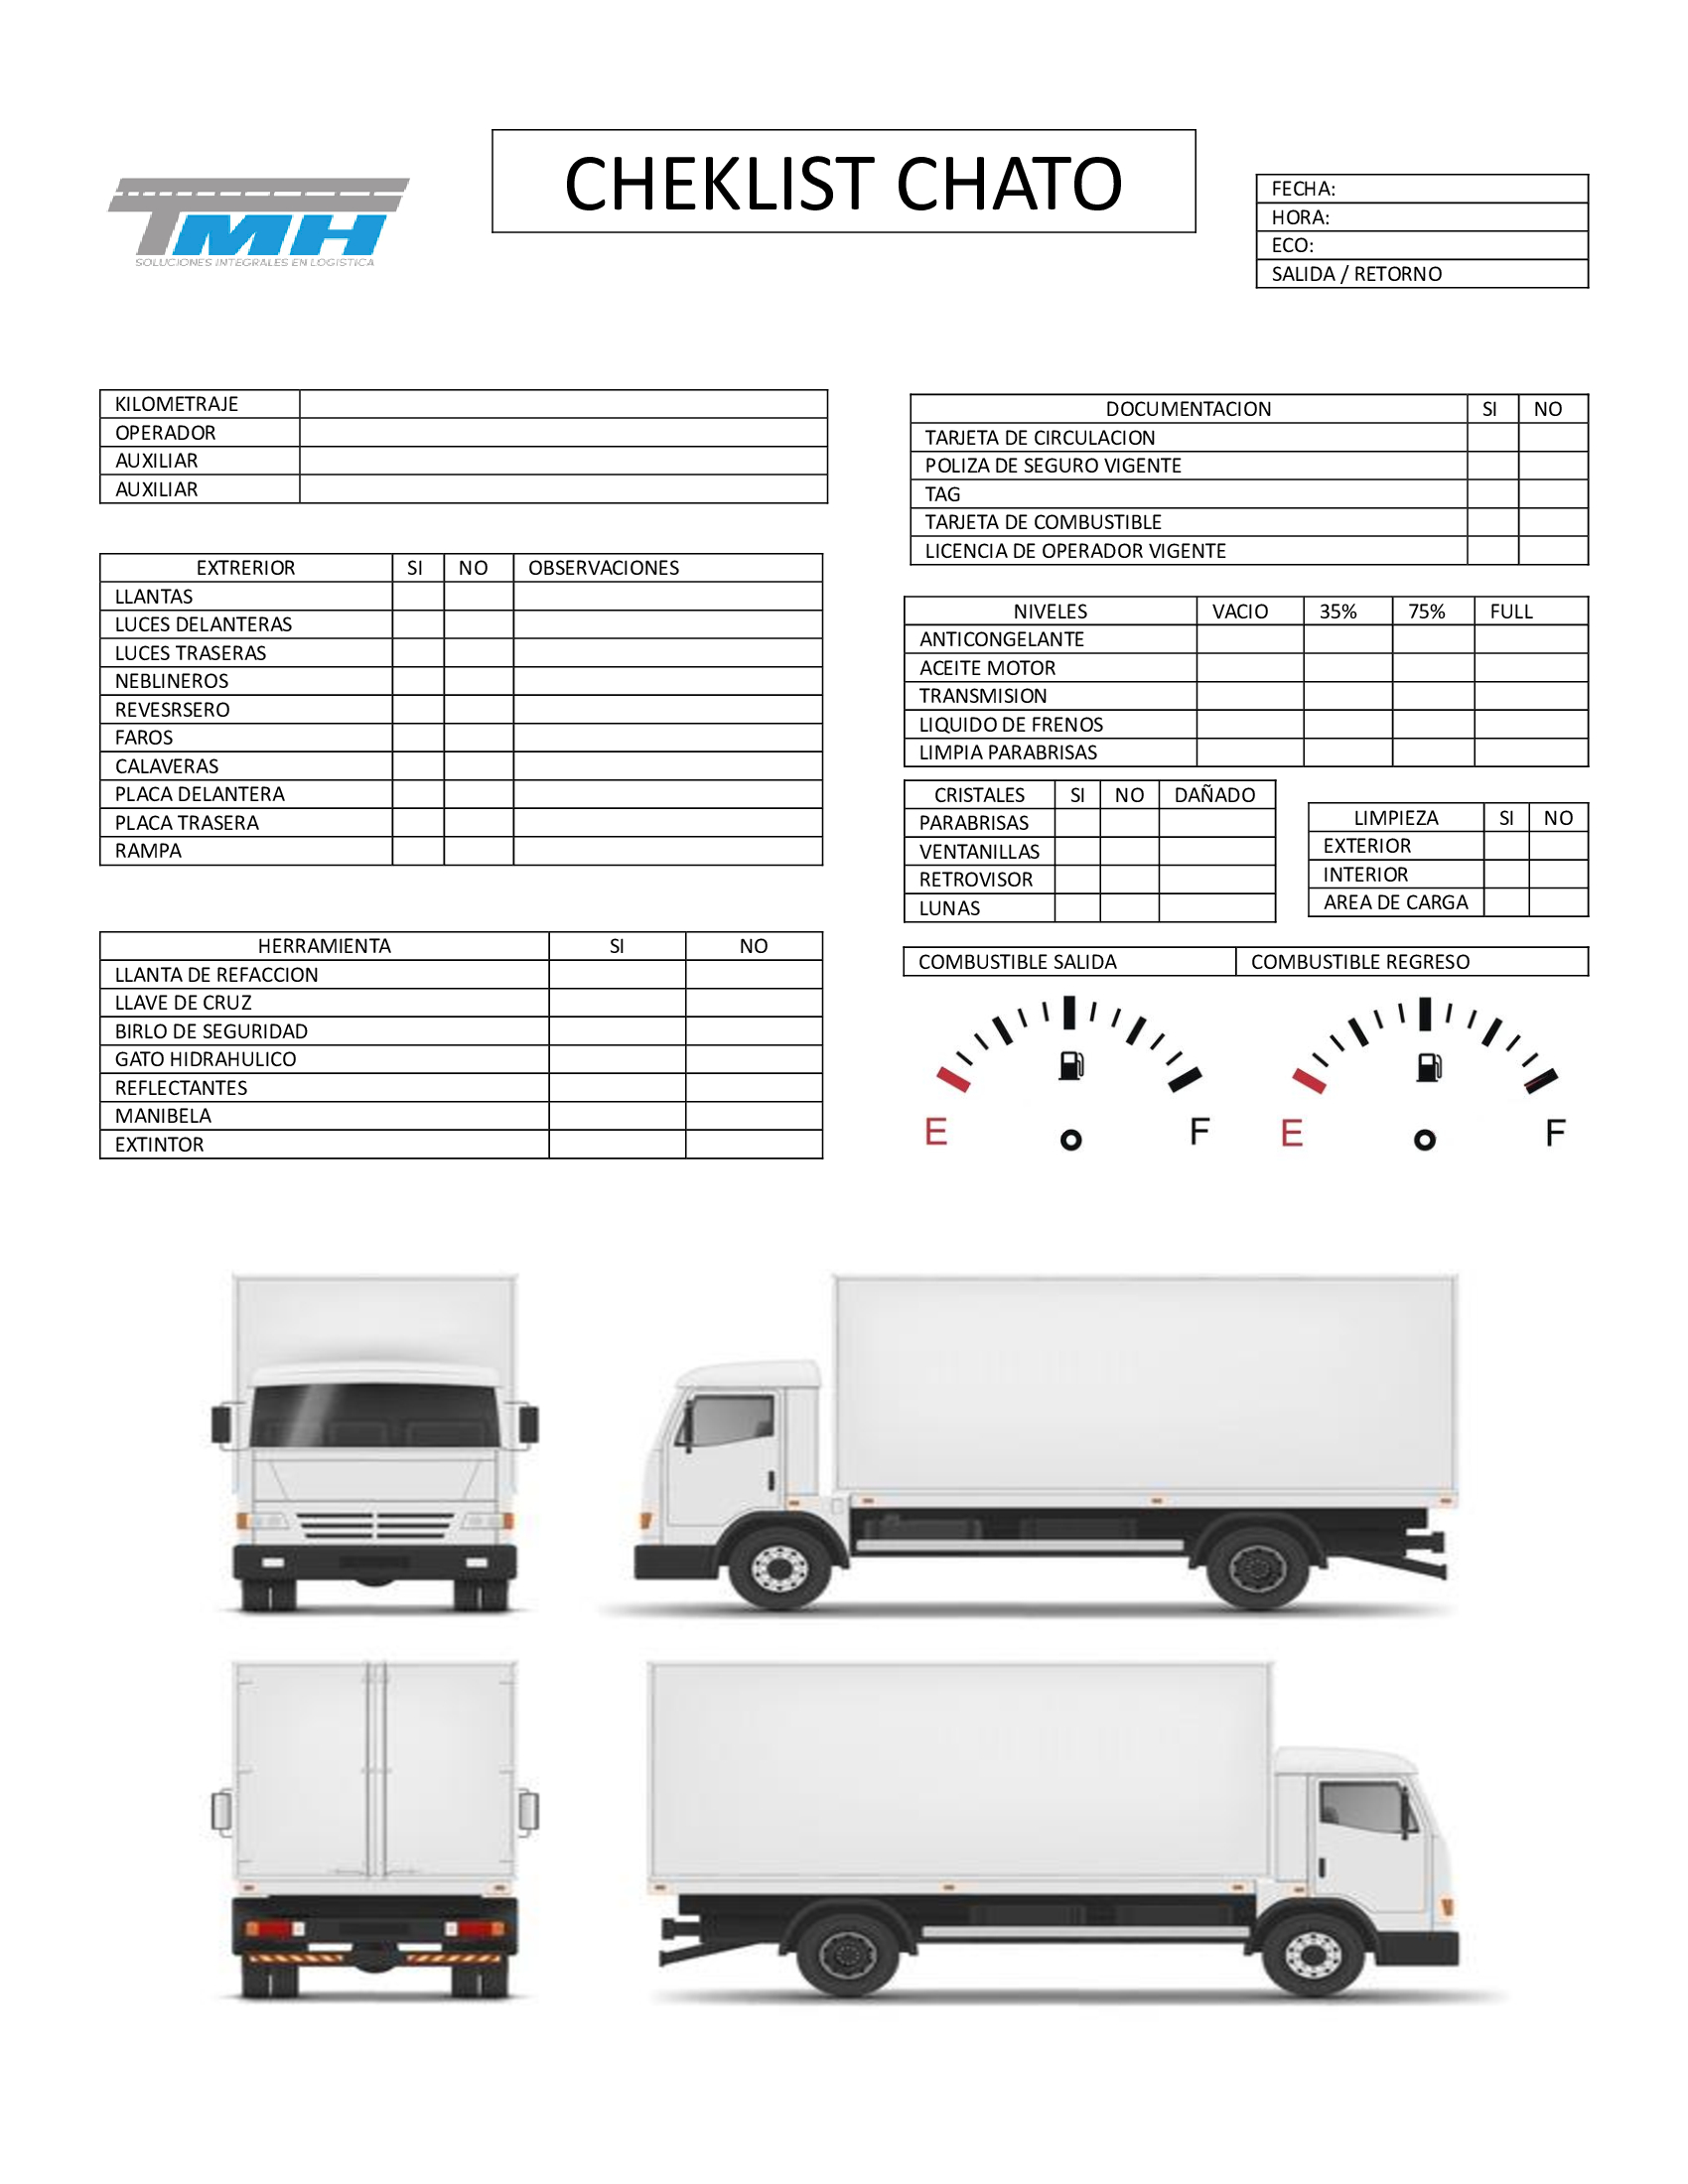 CHEKLIST CHATO
TMH
SOLUCIONES INTEGRALES EN LOGISTICA
FECHA:
HORA:
ECO:
SALIDA / RETORNO
KILOMETRAJE
OPERADOR
AUXILIAR
AUXILIAR
DOCUMENTACION SI NO
TARJETA DE CIRCULACION
POLIZA DE SEGURO VIGENTE
TAG
TARJETA DE COMBUSTIBLE
LICENCIA DE OPERADOR VIGENTE
EXTRERIOR SI NO OBSERVACIONES
LLANTAS
LUCES DELANTERAS
LUCES TRASERAS
NEBLINEROS
REVESRSERO
FAROS
CALAVERAS
PLACA DELANTERA
PLACA TRASERA
RAMPA
NIVELES VACIO 35% 75% FULL
ANTICONGELANTE
ACEITE MOTOR
TRANSMISION
LIQUIDO DE FRENOS
LIMPIA PARABRISAS
CRISTALES SI NO DAÑADO
PARABRISAS
VENTANILLAS
RETROVISOR
LUNAS
LIMPIEZA SI NO
EXTERIOR
INTERIOR
AREA DE CARGA
HERRAMIENTA SI NO
LLANTA DE REFACCION
LLAVE DE CRUZ
BIRLO DE SEGURIDAD
GATO HIDRAHULICO
REFLECTANTES
MANIBELA
EXTINTOR
COMBUSTIBLE SALIDA COMBUSTIBLE REGRESO
E F E F